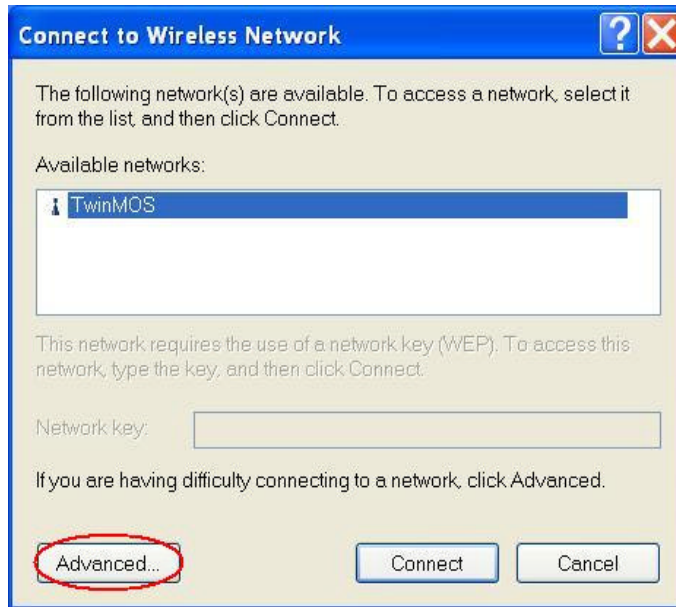 Connect to Wireless Network
The following network(s) are available. To access a network, select it
from the list, and then click Connect.
Available networks:
TwinMOS
This network requires the use of a network key (WEP). To access this
network, type the key, and then click Connect.
Network key:
If you are having difficulty connecting to a network, click Advanced.
Advanced... Connect Cancel